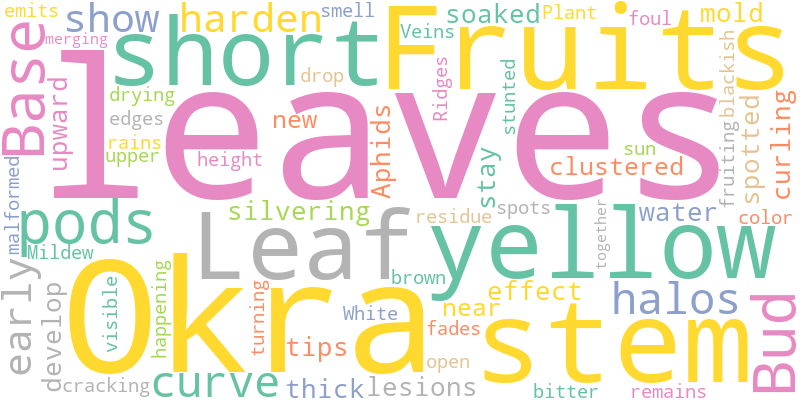 emits
show
harden
smell
soaked
Plant
foul
mold
merging
Base
short
Fruits
Veins
upward
drying
drop
Ridges
stunted
blackish
edges
rains
upper
new
Aphids
leaves
height
stay
clustered
sun
spotted
curling
malformed
pods
silvering
Leaf
residue
spots
yellow
fruiting
water
color
Mildew
together
early
develop
visible
happening
Okra
turning
White
brown
near
effect
stem
halos
Bud
tips
fades
open
cracking
curve
thick
lesions
bitter
remains